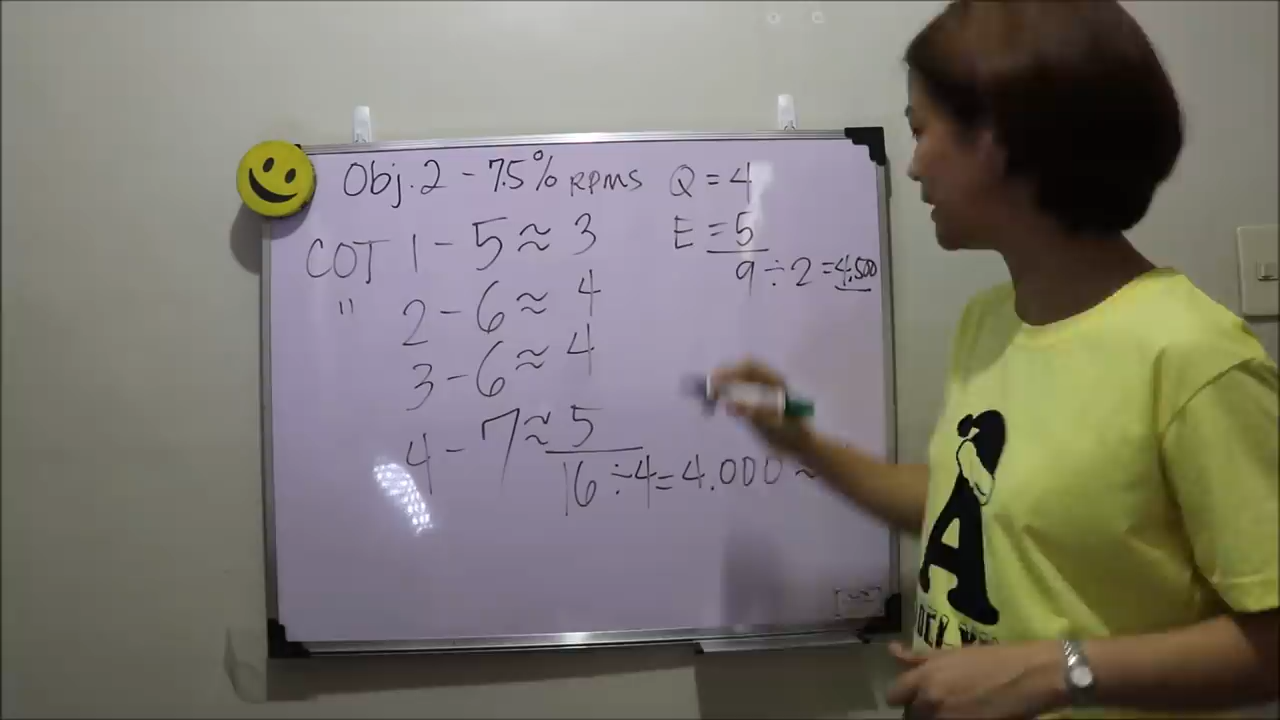 Obj. 2 - 7.5% RPMS
COT 1 - 5 ≈ 3
" 2 - 6 ≈ 4
3 - 6 ≈ 4
4 - 7 ≈ 5
16 ÷ 4 = 4.000 ≈
Q = 4
E = 5
9 ÷ 2 = 4.500
A